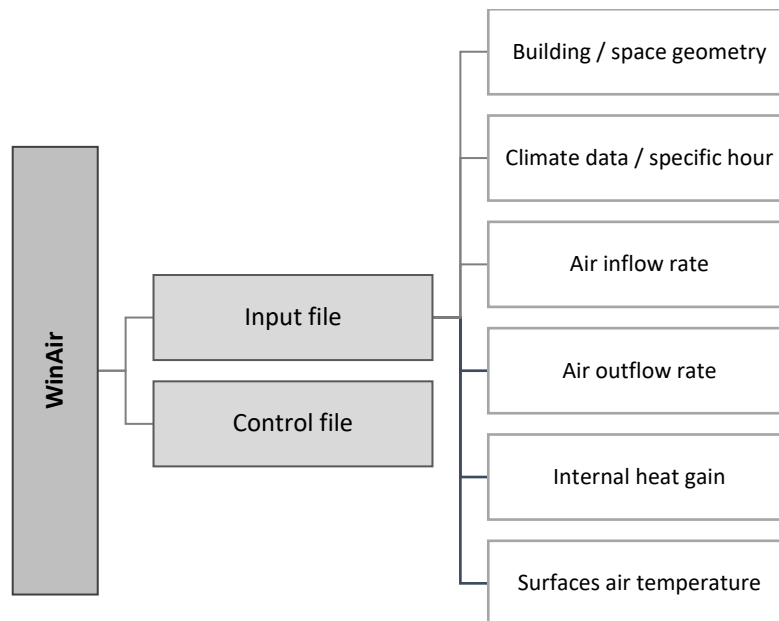 WinAir
Input file
Control file
Building / space geometry
Climate data / specific hour
Air inflow rate
Air outflow rate
Internal heat gain
Surfaces air temperature